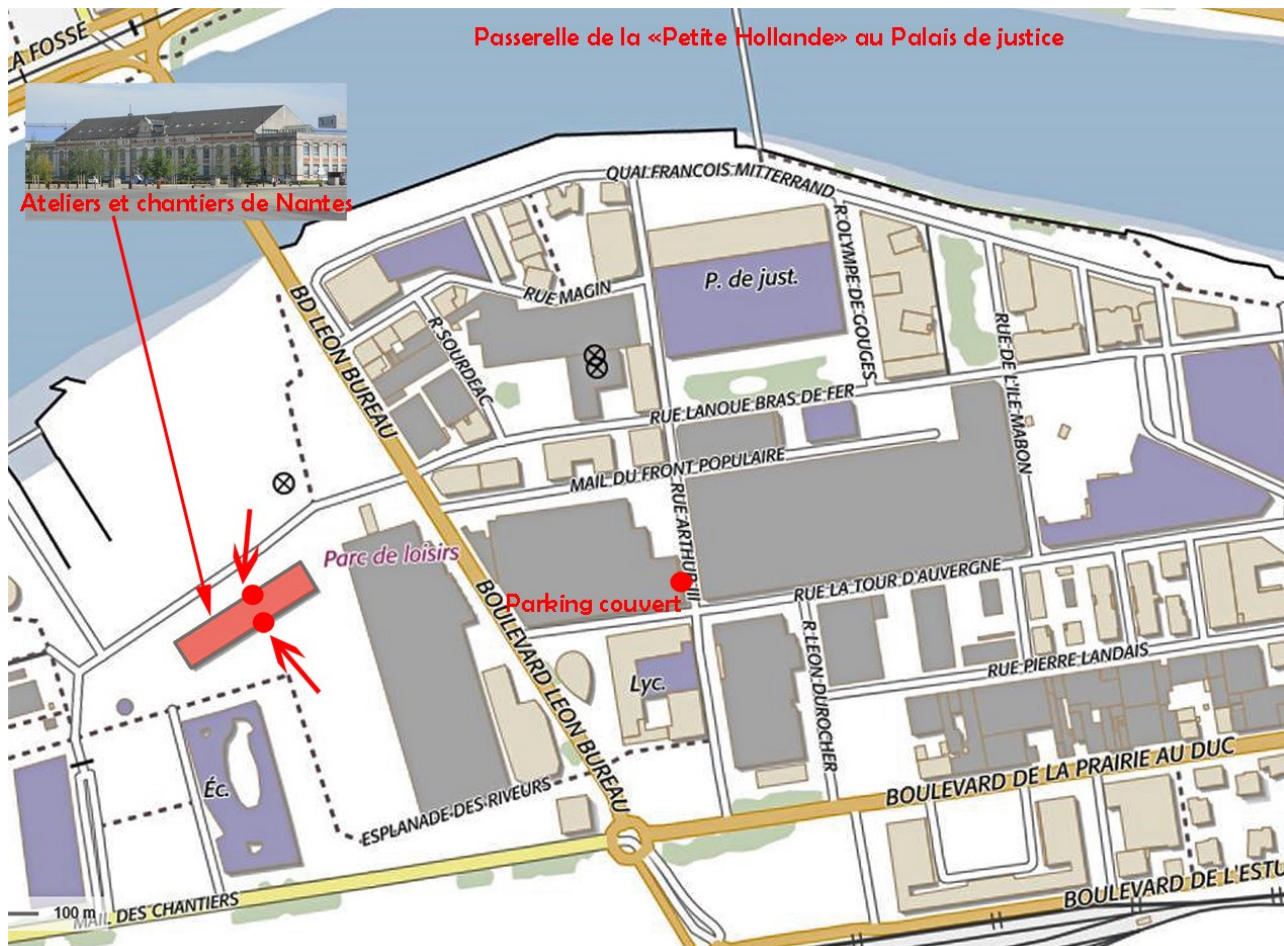 Passerelle de la «Petite Hollande» au Palais de justice
A FOSSE
Ateliers et chantiers de Nantes
QUAI FRANCOIS MITTERRAND
R OLYMPE DE GOUGES
P. de just.
RUE MAGIN
BD LEON BUREAU
R SOURDEAC
RUE DE L'ILE MABON
RUE LANOUE BRAS DE FER
MAIL DU FRONT POPULAIRE
RUE ARTHUR III
Parc de loisirs
RUE LA TOUR D'AUVERGNE
Parking couvert
BOULEVARD LEON BUREAU
R LEON DUROCHER
RUE PIERRE LANDAIS
Lyc.
Éc.
BOULEVARD DE LA PRAIRIE AU DUC
ESPLANADE DES RIVEURS
BOULEVARD DE L'ESTU
100 m
MAIL DES CHANTIERS